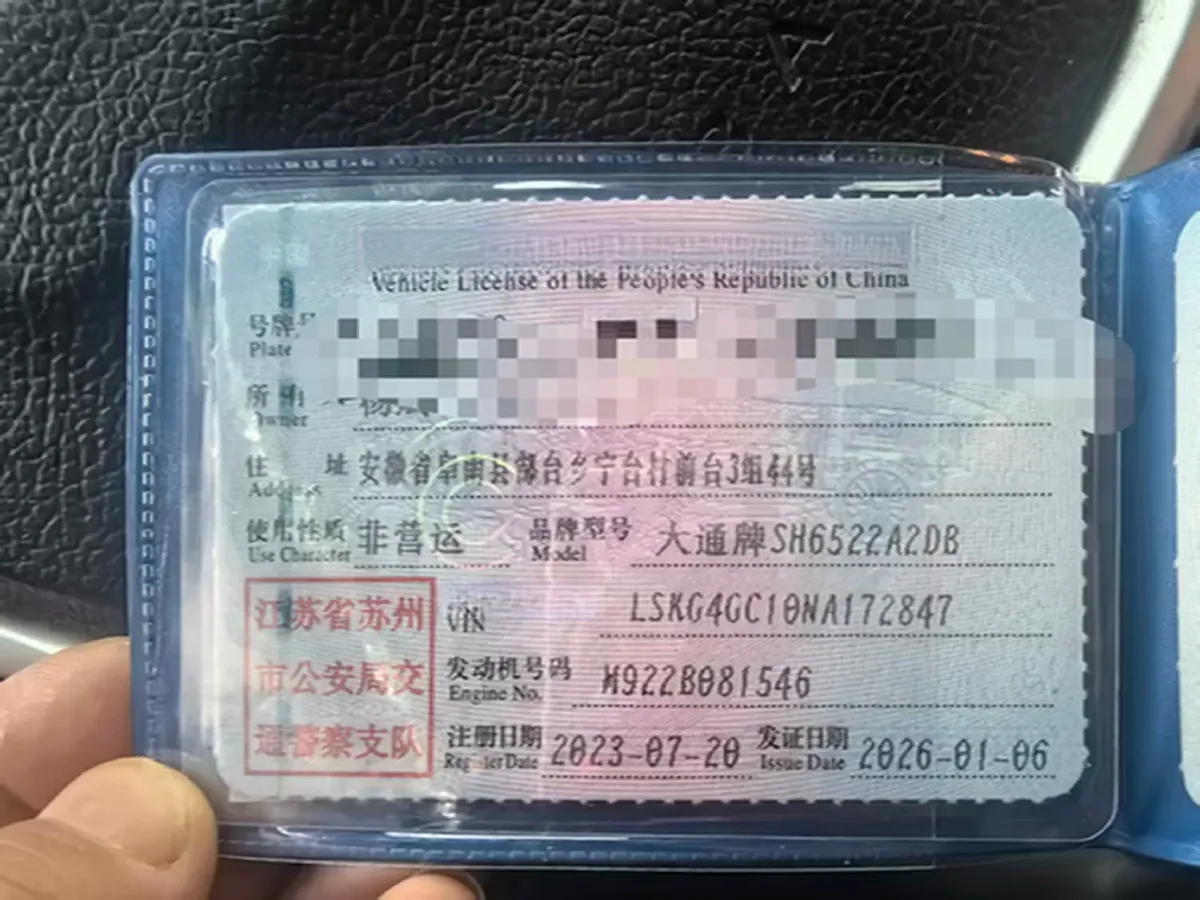 Vehicle License of the People's Republic of China
号牌
Plate
所 有
Owner
住 址 安徽省阜南县郜台乡宁台村前台3组44号
Address
使用性质 非营运 品牌型号 大通牌SH6522A2DB
Use Character Model
江苏省苏州
市公安局交
通警察支队
VIN LSKG4GC10NA172847
发动机号码 M922B081546
Engine No.
注册日期 2023-07-20 发证日期 2026-01-06
Register Date Issue Date